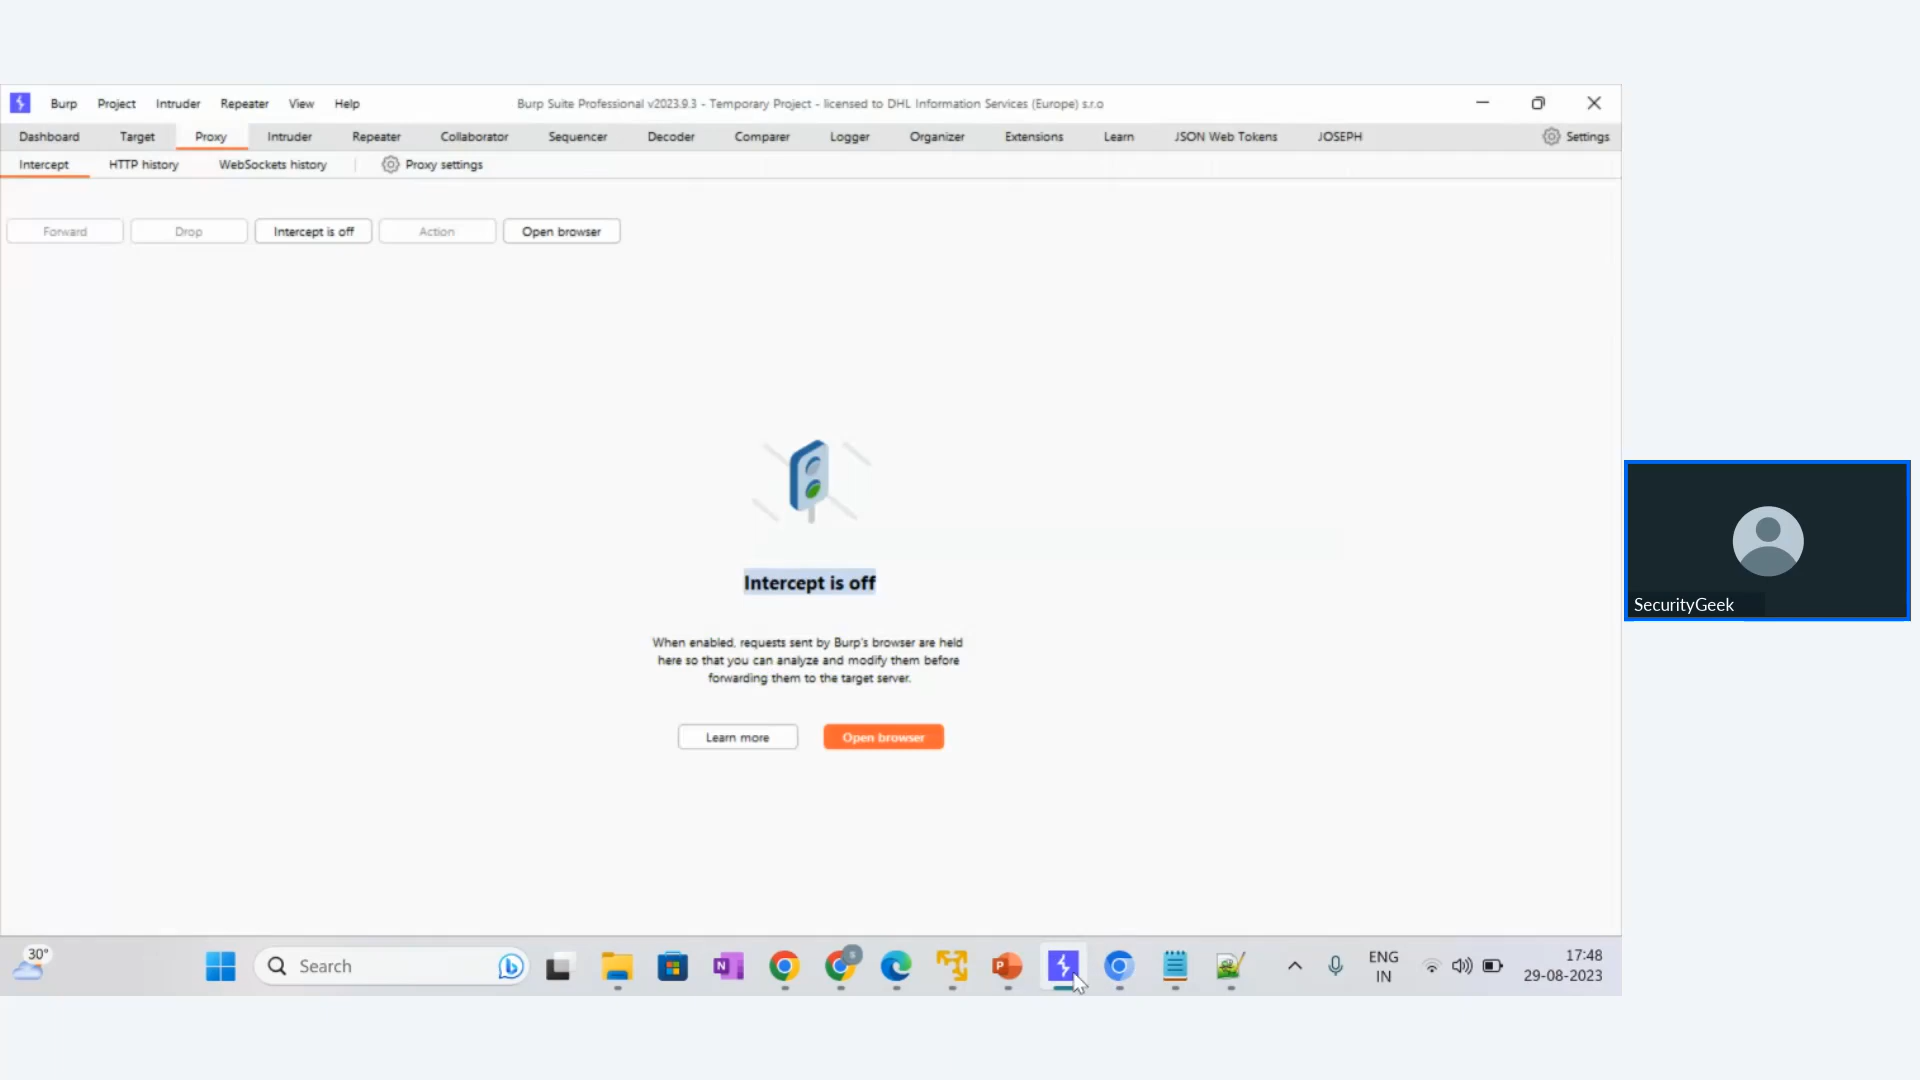 Burp Project Intruder Repeater View Help Burp Suite Professional v2023.9.3 - Temporary Project - licensed to DHL Information Services (Europe) s.r.o
Dashboard Target Proxy Intruder Repeater Collaborator Sequencer Decoder Comparer Logger Organizer Extensions Learn JSON Web Tokens JOSEPH Settings
Intercept HTTP history WebSockets history Proxy settings
Forward Drop Intercept is off Action Open browser
Intercept is off
When enabled, requests sent by Burp's browser are held
here so that you can analyze and modify them before
forwarding them to the target server.
Learn more Open browser
SecurityGeek
30°
Search
ENG
IN
17:48
29-08-2023